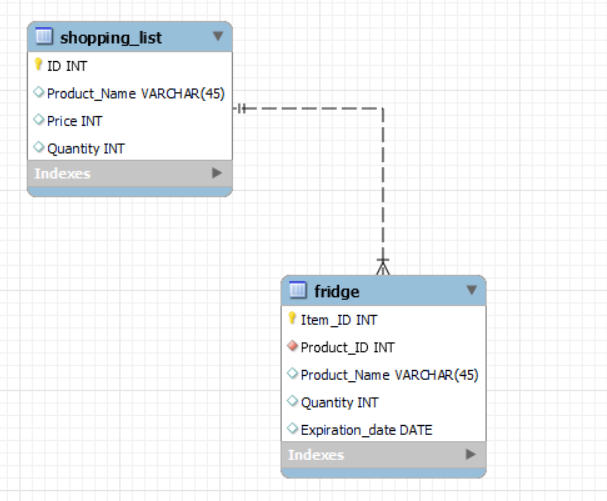 shopping_list
ID INT
Product_Name VARCHAR(45)
Price INT
Quantity INT
Indexes
fridge
Item_ID INT
Product_ID INT
Product_Name VARCHAR(45)
Quantity INT
Expiration_date DATE
Indexes